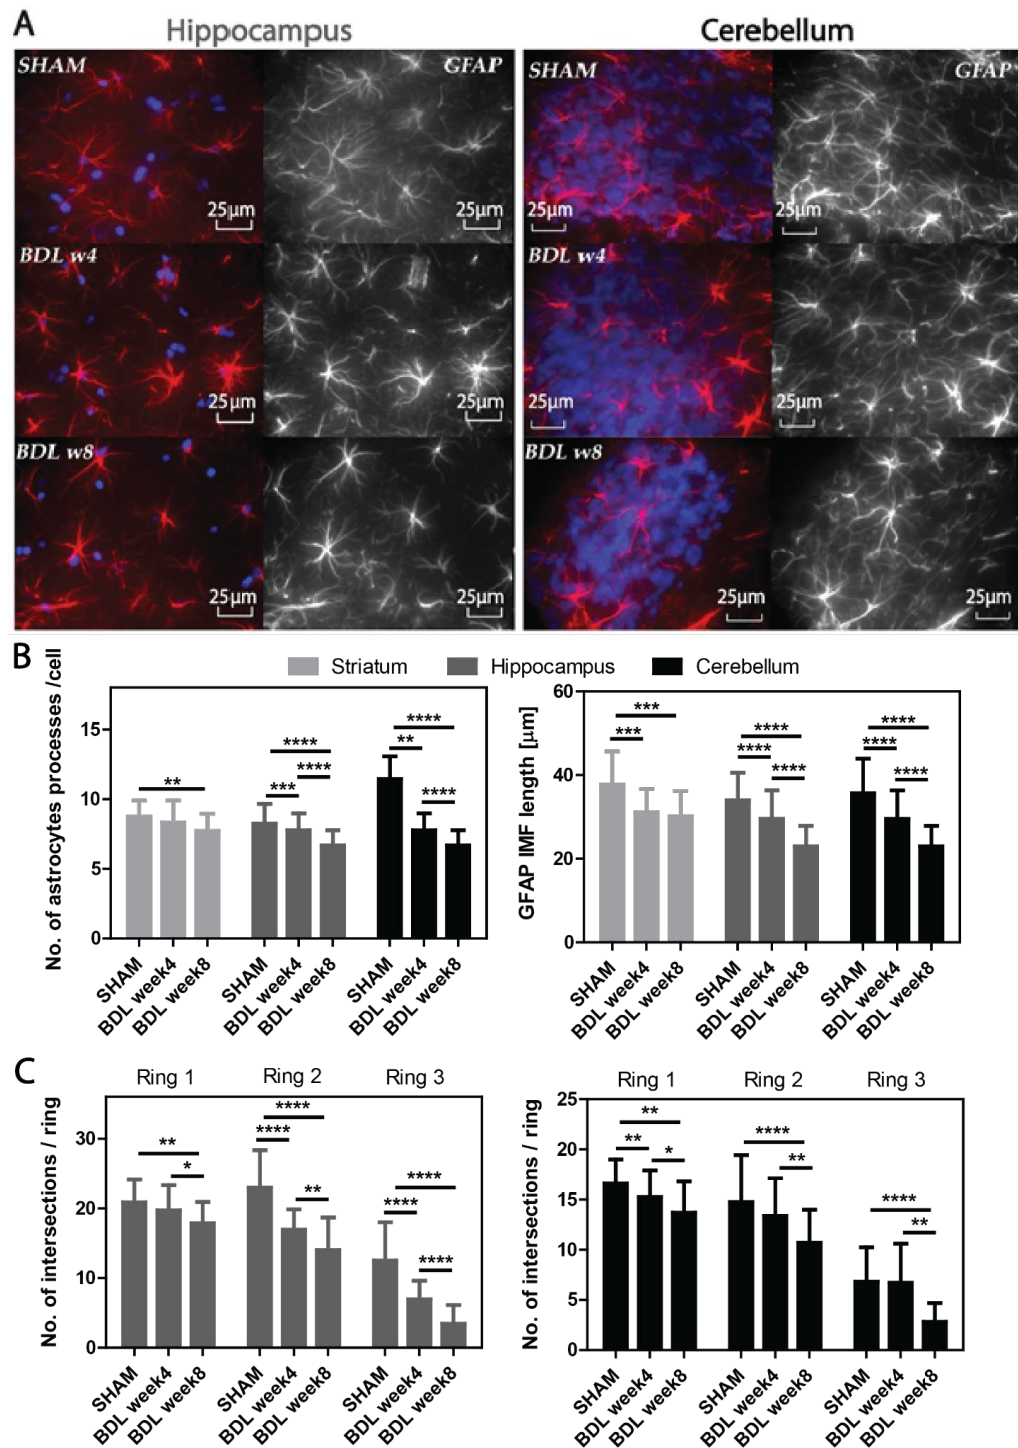 A
Hippocampus
Cerebellum
SHAM
GFAP
SHAM
GFAP
25µm
25µm
25µm
25µm
BDL w4
BDL w4
25µm
25µm
25µm
25µm
BDL w8
BDL w8
25µm
25µm
25µm
25µm
B
Striatum
Hippocampus
Cerebellum
No. of astrocytes processes /cell
15
10
5
0
**
****
***
****
****
**
****
SHAM
BDL week4
BDL week8
SHAM
BDL week4
BDL week8
SHAM
BDL week4
BDL week8
GFAP IMF length [µm]
60
40
20
0
***
***
****
****
****
****
****
****
SHAM
BDL week4
BDL week8
SHAM
BDL week4
BDL week8
SHAM
BDL week4
BDL week8
C
Ring 1
Ring 2
Ring 3
No. of intersections / ring
30
20
10
0
**
*
****
****
**
****
****
****
SHAM
BDL week4
BDL week8
SHAM
BDL week4
BDL week8
SHAM
BDL week4
BDL week8
Ring 1
Ring 2
Ring 3
No. of intersections / ring
25
20
15
10
5
0
**
**
*
****
**
****
**
SHAM
BDL week4
BDL week8
SHAM
BDL week4
BDL week8
SHAM
BDL week4
BDL week8